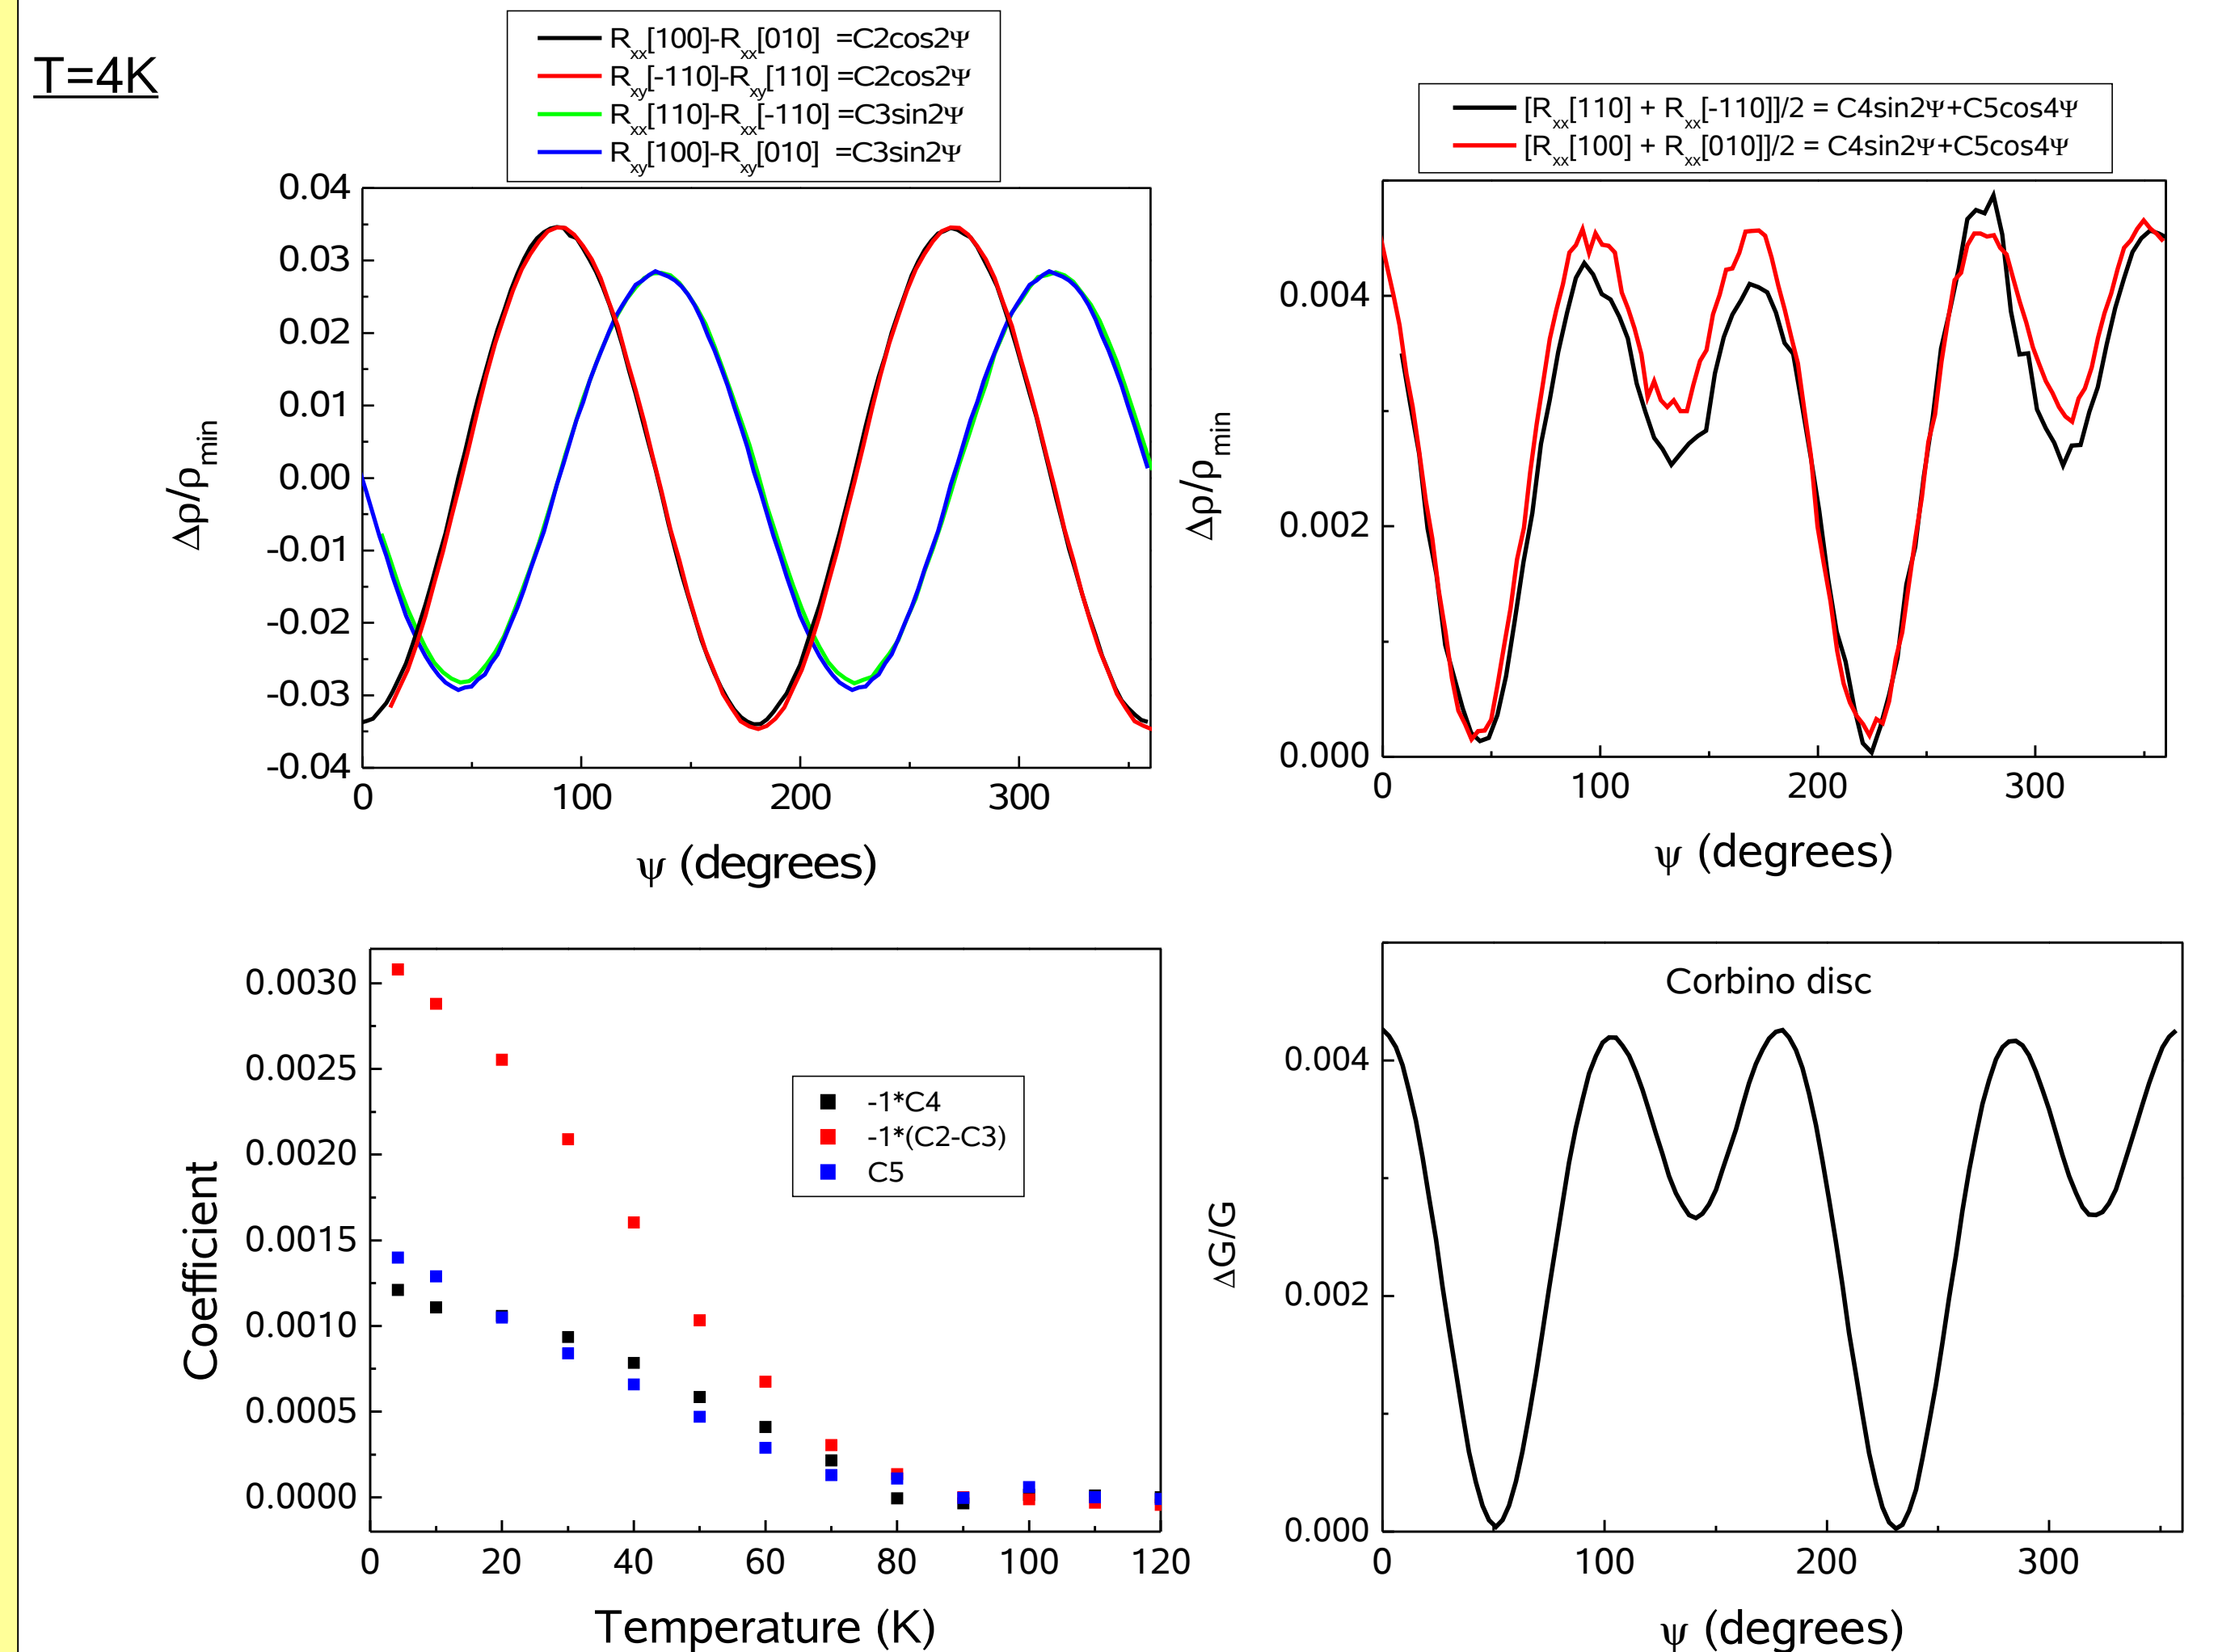 T=4K
Rxx[100]-Rxx[010] =C2cos2Ψ
Rxy[-110]-Rxy[110] =C2cos2Ψ
Rxx[110]-Rxx[-110] =C3sin2Ψ
Rxy[100]-Rxy[010] =C3sin2Ψ
0.04
0.03
0.02
0.01
0.00
-0.01
-0.02
-0.03
-0.04
Δρ/ρmin
0 100 200 300
ψ (degrees)
[Rxx[110] + Rxx[-110]]/2 = C4sin2Ψ+C5cos4Ψ
[Rxx[100] + Rxx[010]]/2 = C4sin2Ψ+C5cos4Ψ
0.004
0.002
0.000
Δρ/ρmin
0 100 200 300
ψ (degrees)
0.0030
0.0025
0.0020
0.0015
0.0010
0.0005
0.0000
Coefficient
-1*C4
-1*(C2-C3)
C5
0 20 40 60 80 100 120
Temperature (K)
Corbino disc
0.004
0.002
0.000
ΔG/G
0 100 200 300
ψ (degrees)